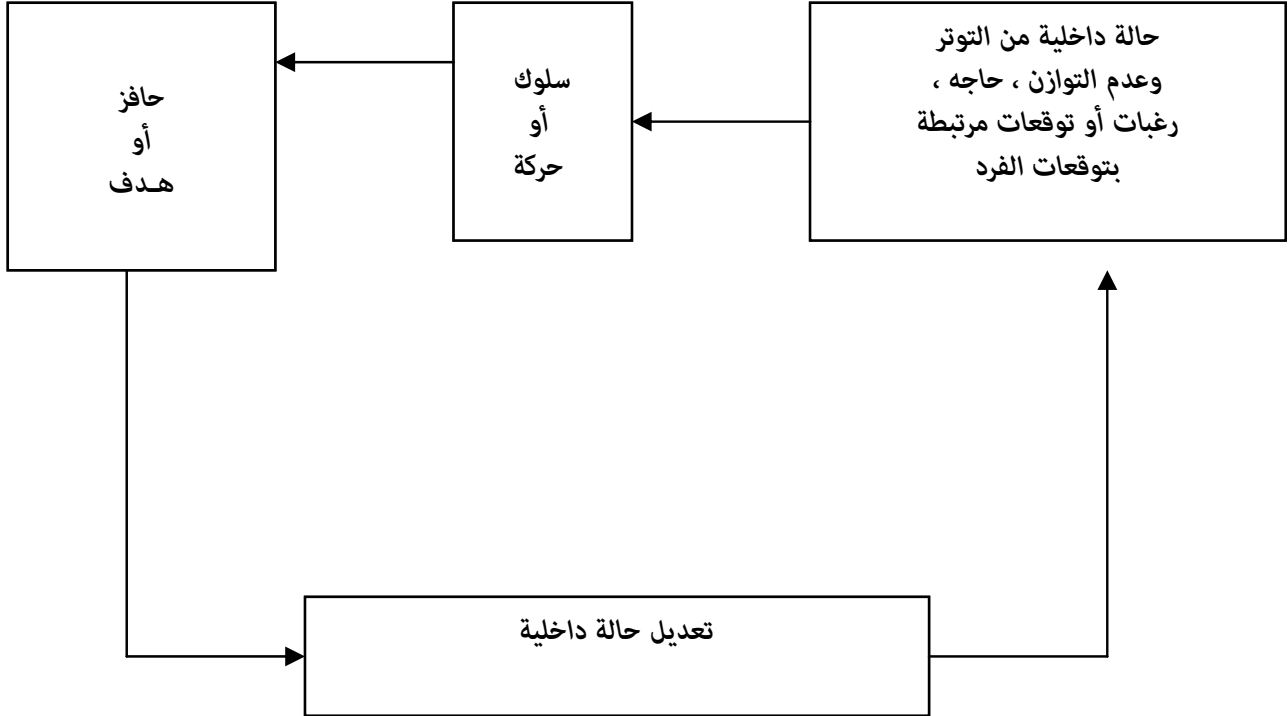 حالة داخلية من التوتر
وعدم التوازن ، حاجه ،
رغبات أو توقعات مرتبطة
بتوقعات الفرد
سلوك
أو
حركة
حافز
أو
هـدف
تعديل حالة داخلية